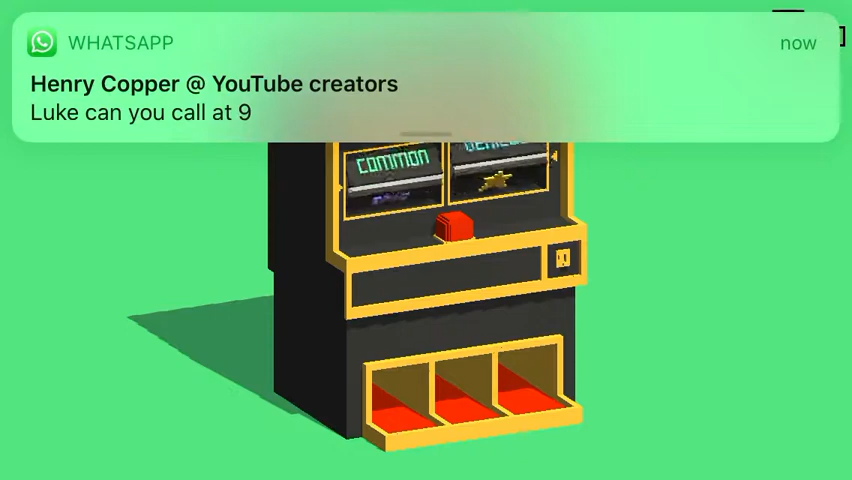 WHATSAPP
now
Henry Copper @ YouTube creators
Luke can you call at 9
COMMON